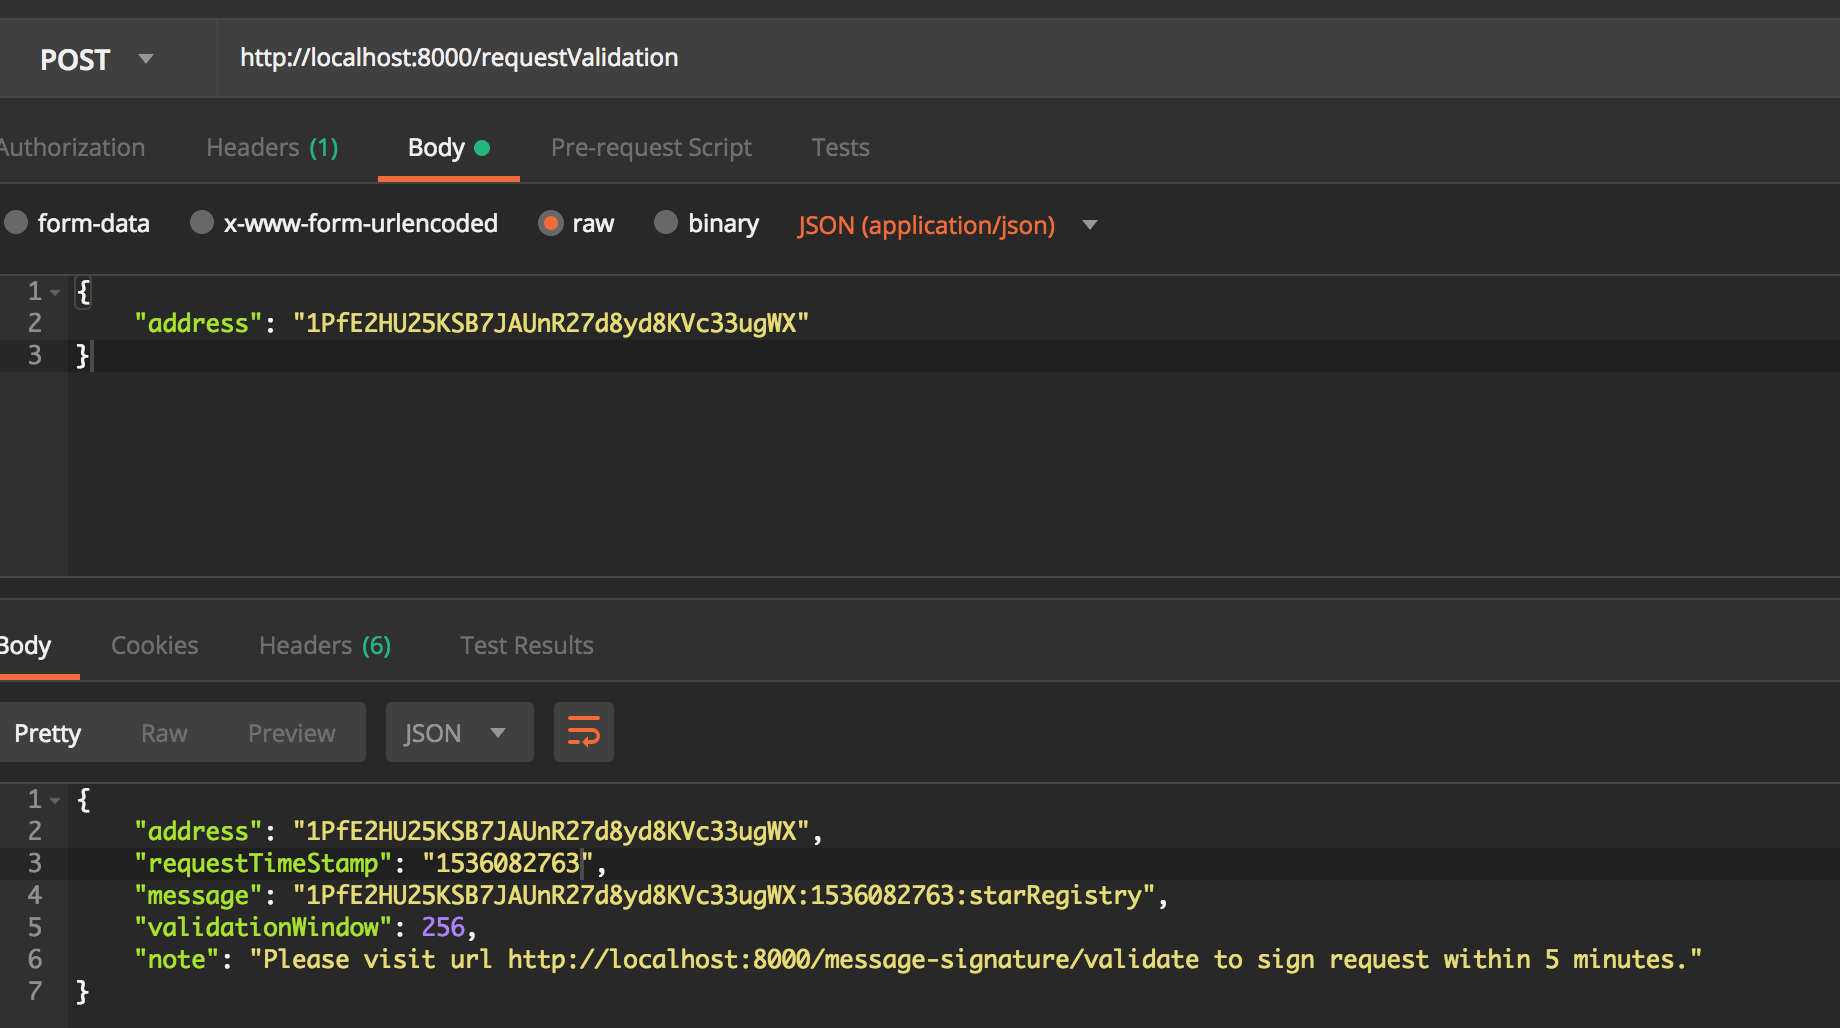 POST http://localhost:8000/requestValidation
Authorization Headers (1) Body Pre-request Script Tests
form-data x-www-form-urlencoded raw binary JSON (application/json)
1 {
2 "address": "1PfE2HU25KSB7JAUnR27d8yd8KVc33ugWX"
3 }
Body Cookies Headers (6) Test Results
Pretty Raw Preview JSON
1 {
2 "address": "1PfE2HU25KSB7JAUnR27d8yd8KVc33ugWX",
3 "requestTimeStamp": "1536082763",
4 "message": "1PfE2HU25KSB7JAUnR27d8yd8KVc33ugWX:1536082763:starRegistry",
5 "validationWindow": 256,
6 "note": "Please visit url http://localhost:8000/message-signature/validate to sign request within 5 minutes."
7 }